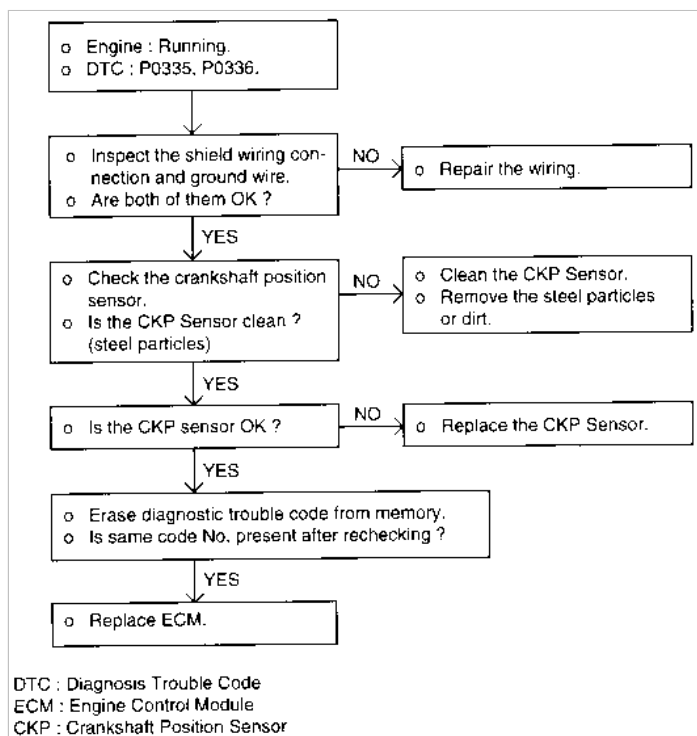 o Engine : Running.
o DTC : P0335, P0336.
o Inspect the shield wiring con-
nection and ground wire.
o Are both of them OK ?
NO
o Repair the wiring.
YES
o Check the crankshaft position
sensor.
o Is the CKP Sensor clean ?
(steel particles)
NO
o Clean the CKP Sensor.
o Remove the steel particles
or dirt.
YES
o Is the CKP sensor OK ?
NO
o Replace the CKP Sensor.
YES
o Erase diagnostic trouble code from memory.
o Is same code No. present after rechecking ?
YES
o Replace ECM.
DTC : Diagnosis Trouble Code
ECM : Engine Control Module
CKP : Crankshaft Position Sensor